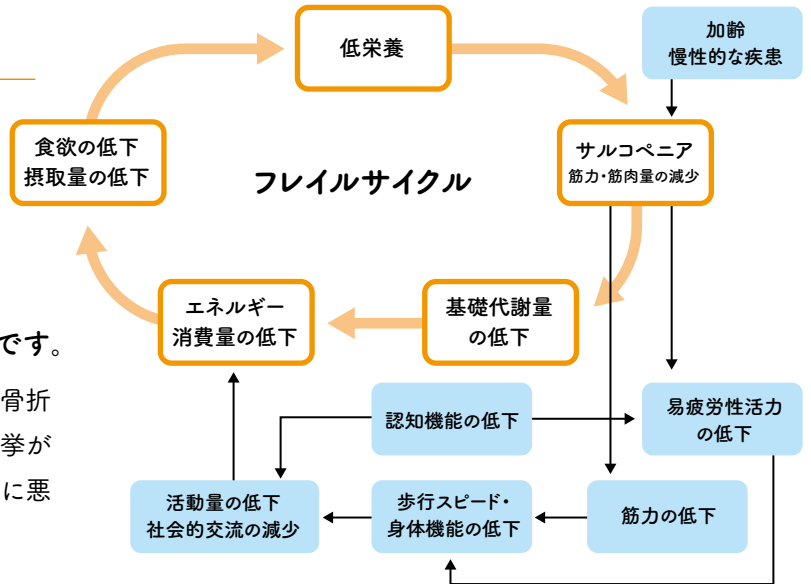 低栄養
加齢
慢性的な疾患
食欲の低下
摂取量の低下
フレイルサイクル
サルコペニア
筋力・筋肉量の減少
エネルギー
消費量の低下
基礎代謝量
の低下
です。
骨折
挙が
に悪
認知機能の低下
易疲労性活力
の低下
活動量の低下
社会的交流の減少
歩行スピード・
身体機能の低下
筋力の低下